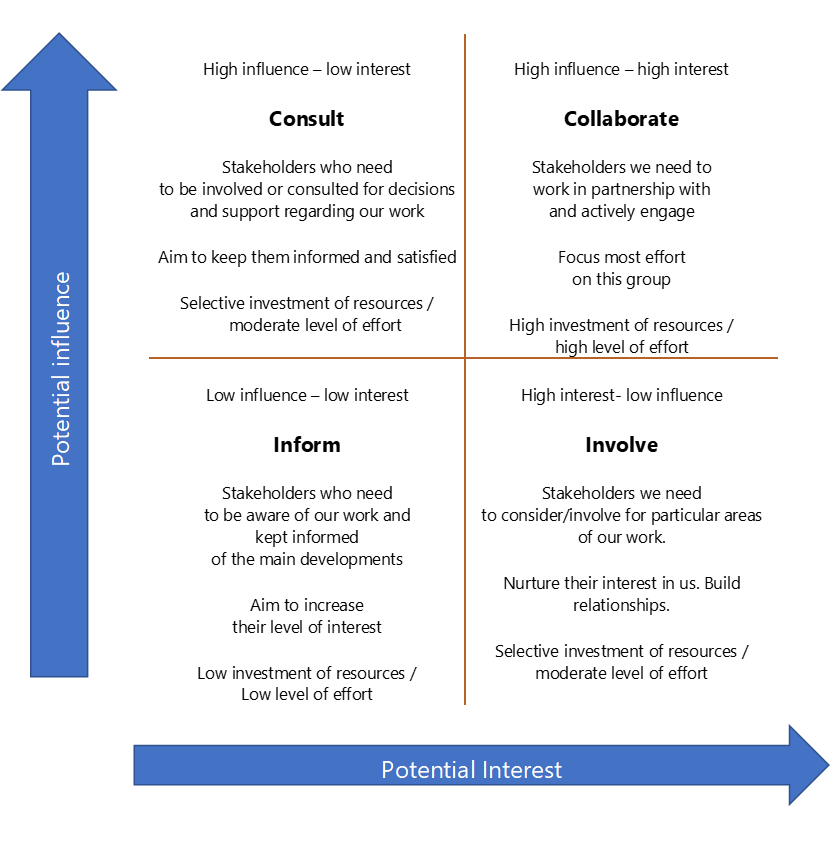 High influence – low interest
Consult
Stakeholders who need
to be involved or consulted for decisions
and support regarding our work
Aim to keep them informed and satisfied
Selective investment of resources /
moderate level of effort
High influence – high interest
Collaborate
Stakeholders we need to
work in partnership with
and actively engage
Focus most effort
on this group
High investment of resources /
high level of effort
Potential influence
Low influence – low interest
Inform
Stakeholders who need
to be aware of our work and
kept informed
of the main developments
Aim to increase
their level of interest
Low investment of resources /
Low level of effort
High interest- low influence
Involve
Stakeholders we need
to consider/involve for particular areas
of our work.
Nurture their interest in us. Build
relationships.
Selective investment of resources /
moderate level of effort
Potential Interest